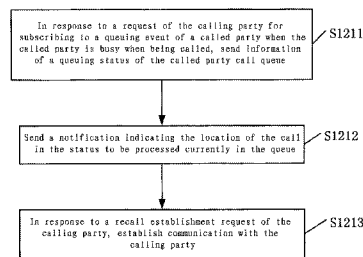 In response to a request of the calling party for
subscribing to a queuing event of a called party when the
called party is busy when being called, send information
of a queuing status of the called party call queue
S1211
Send a notification indicating the location of the call
in the status to be processed currently in the queue
S1212
In response to a recall establishment request of the
calling party, establish communication with the
calling party
S1213